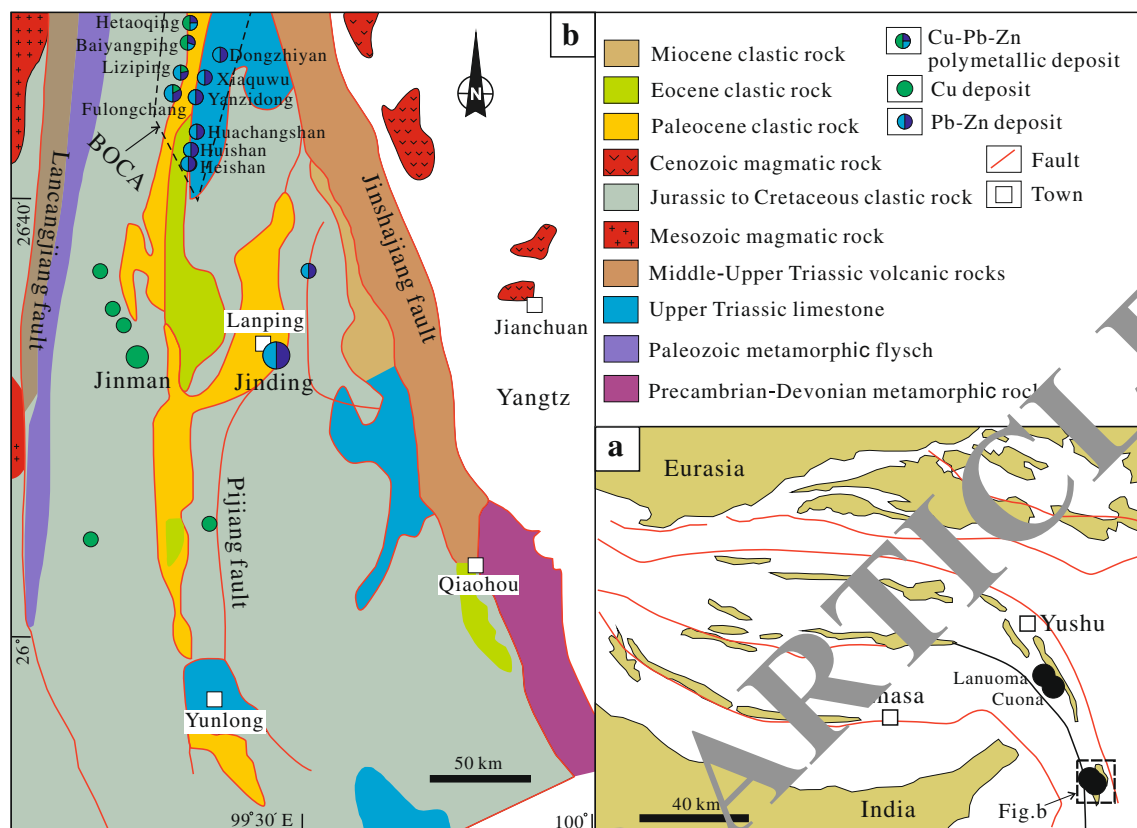 b
Hetaoqing
Baiyangping
Liziping
Fulongchang
Dongzhiyan
Xiaquwu
Yanzidong
Huachangshan
Huishan
Heishan
BOCA
N
Lancangjiang fault
Jinshajiang fault
26°40′
Lanping
Jinman
Jinding
Jianchuan
Yangtz
Pijiang fault
Qiaohou
26°
Yunlong
50 km
99°30′ E
100°
Miocene clastic rock
Eocene clastic rock
Paleocene clastic rock
Cenozoic magmatic rock
Jurassic to Cretaceous clastic rock
Mesozoic magmatic rock
Middle-Upper Triassic volcanic rocks
Upper Triassic limestone
Paleozoic metamorphic flysch
Precambrian-Devonian metamorphic rock
Cu-Pb-Zn
polymetallic deposit
Cu deposit
Pb-Zn deposit
Fault
Town
a
Eurasia
Yushu
Lanuoma
Cuona
India
40 km
Fig.b
ARTICLE